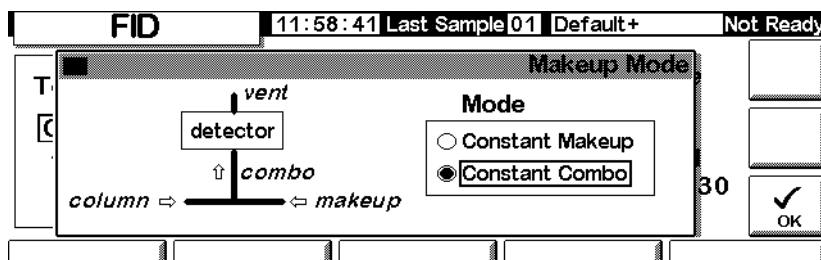 FID 11:58:41 Last Sample 01 Default+ Not Ready
Makeup Mode
vent
Mode
detector
Constant Makeup
combo
Constant Combo
column ⇨ ⇦ makeup
30
OK